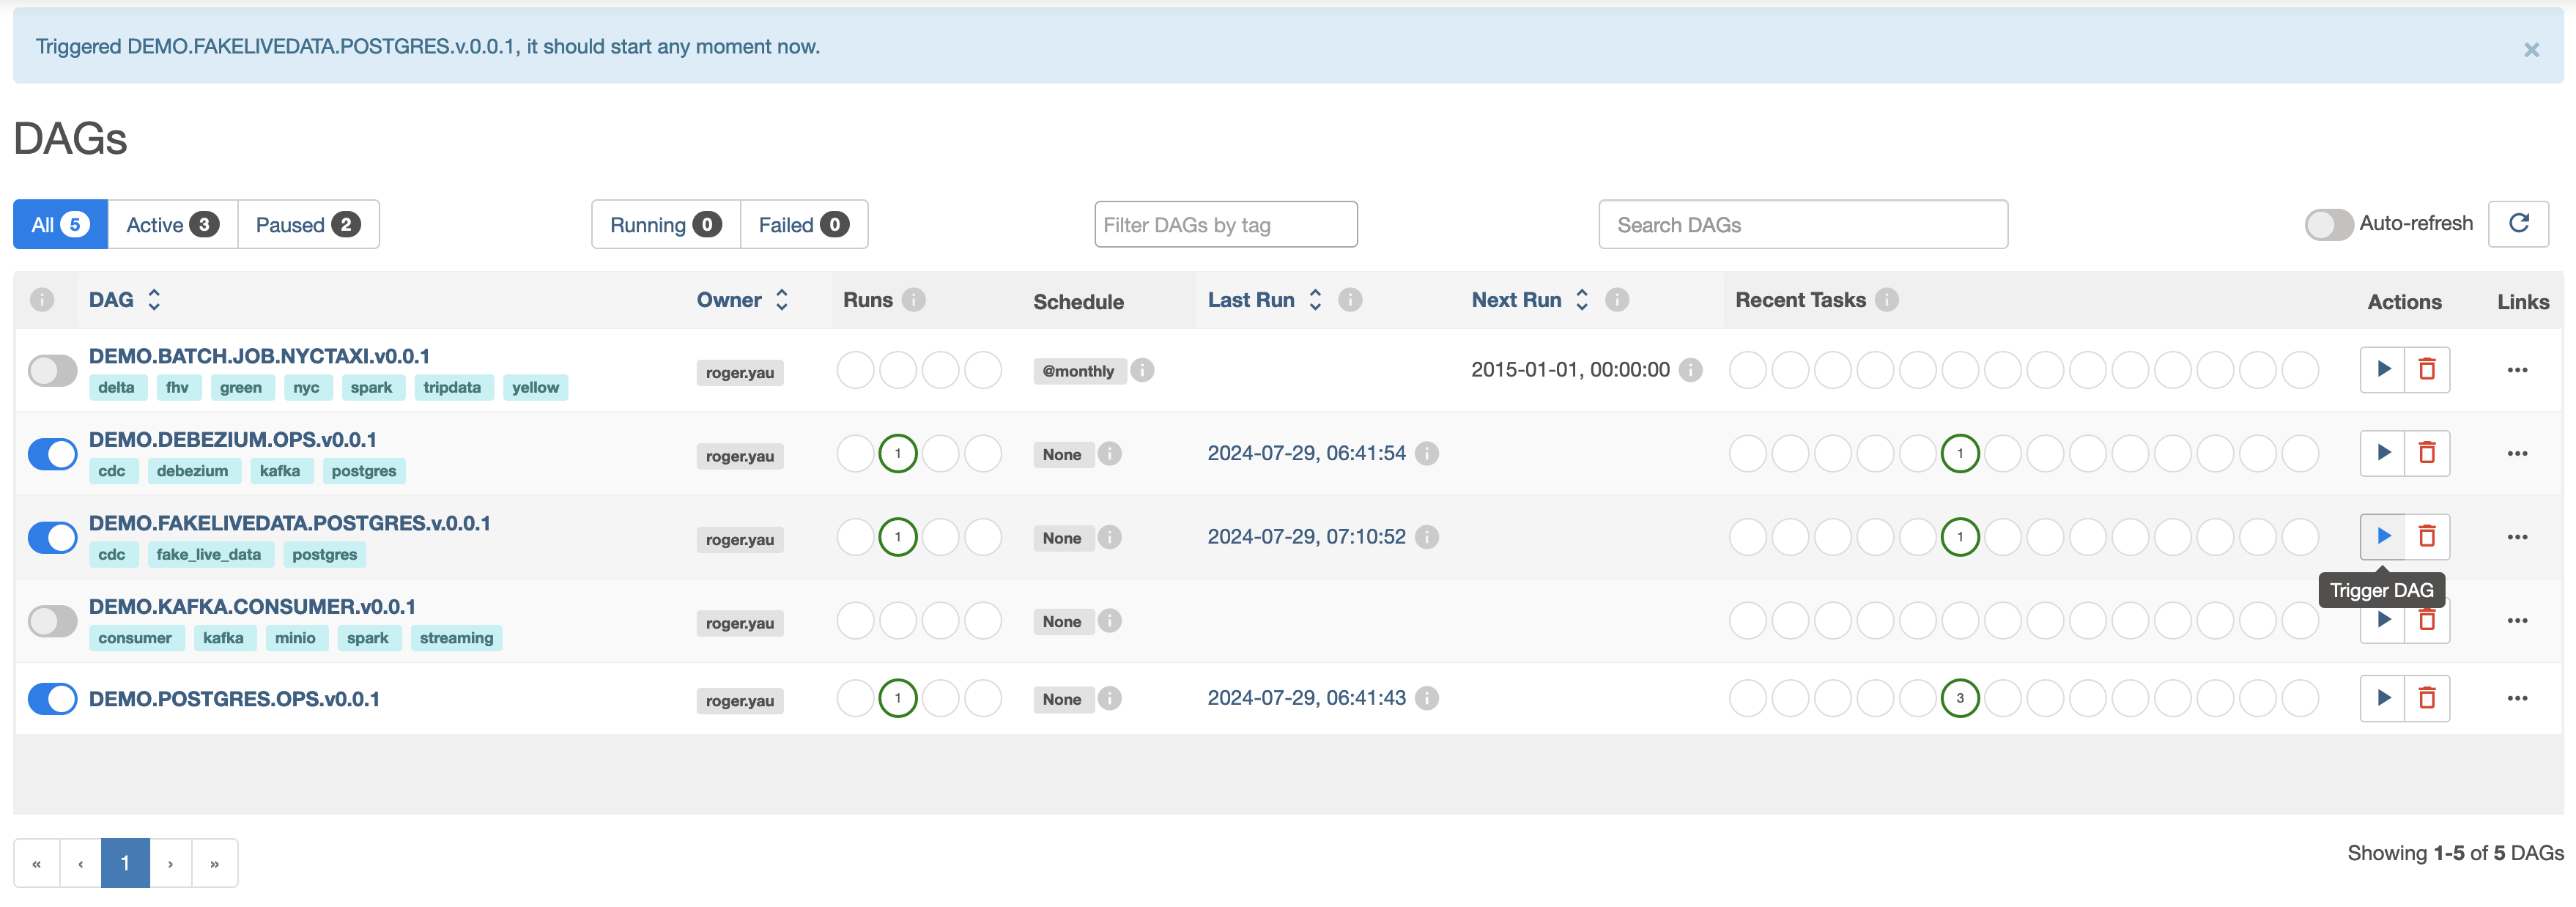 Triggered DEMO.FAKELIVEDATA.POSTGRES.v.0.0.1, it should start any moment now. ×
DAGs
All 5 Active 3 Paused 2 Running 0 Failed 0 Filter DAGs by tag Search DAGs Auto-refresh
i DAG Owner Runs i Schedule Last Run i Next Run i Recent Tasks i Actions Links
DEMO.BATCH.JOB.NYCTAXI.v0.0.1
roger.yau @monthly i 2015-01-01, 00:00:00 i ...
delta fhv green nyc spark tripdata yellow
DEMO.DEBEZIUM.OPS.v0.0.1
roger.yau 1 None i 2024-07-29, 06:41:54 i 1 ...
cdc debezium kafka postgres
DEMO.FAKELIVEDATA.POSTGRES.v.0.0.1
roger.yau 1 None i 2024-07-29, 07:10:52 i 1 ...
cdc fake_live_data postgres
Trigger DAG
DEMO.KAFKA.CONSUMER.v0.0.1
roger.yau None i ...
consumer kafka minio spark streaming
DEMO.POSTGRES.OPS.v0.0.1 roger.yau 1 None i 2024-07-29, 06:41:43 i 3 ...
« ‹ 1 › »
Showing 1-5 of 5 DAGs